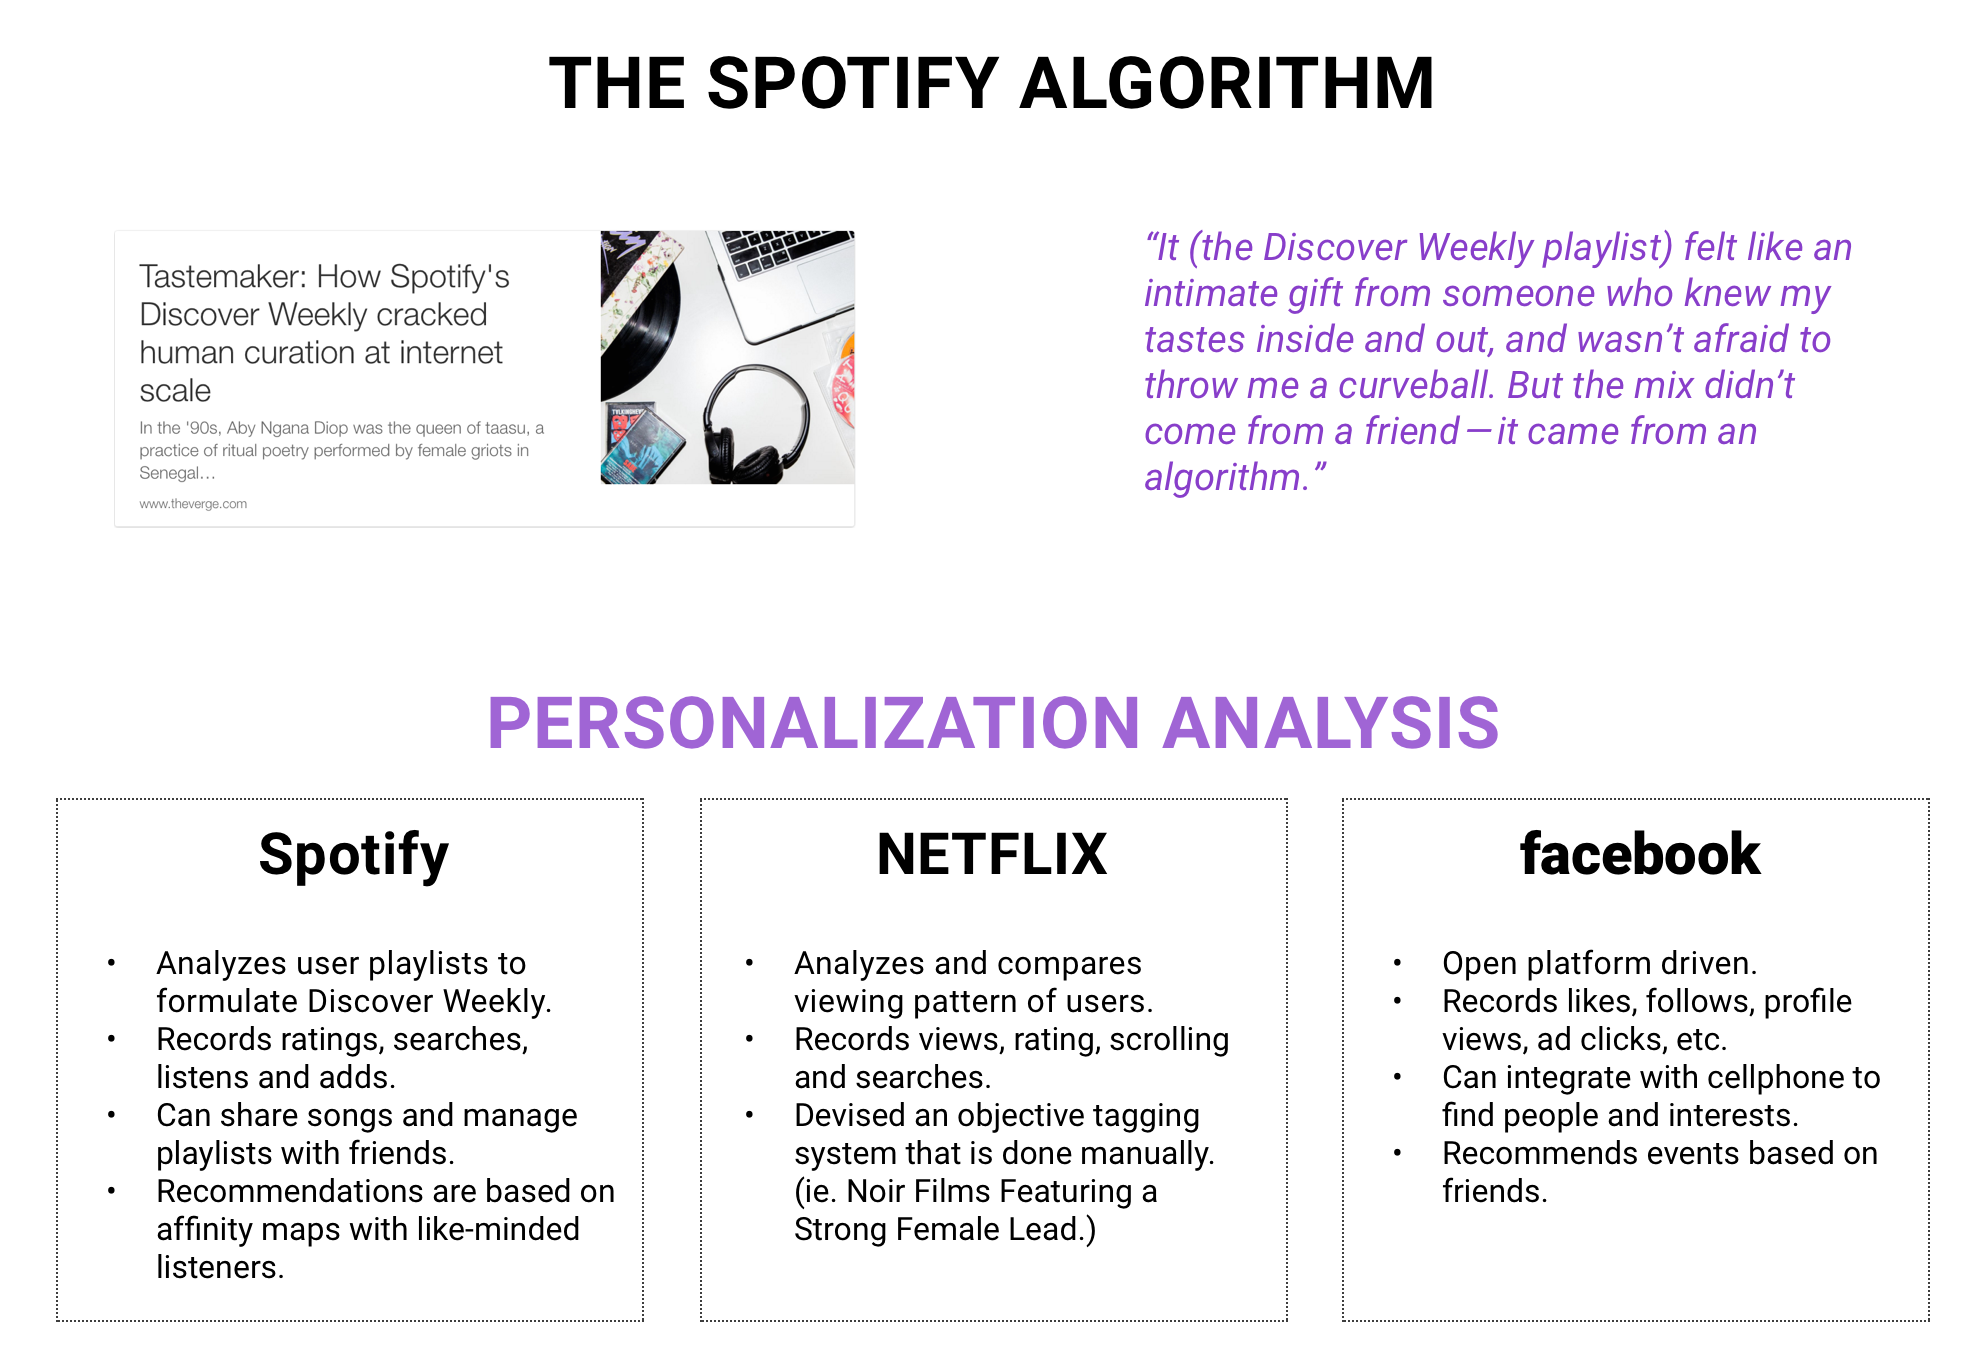 THE SPOTIFY ALGORITHM
Tastemaker: How Spotify's
Discover Weekly cracked
human curation at internet
scale
In the '90s, Aby Ngana Diop was the queen of taasu, a
practice of ritual poetry performed by female griots in
Senegal…
www.theverge.com
“It (the Discover Weekly playlist) felt like an
intimate gift from someone who knew my
tastes inside and out, and wasn’t afraid to
throw me a curveball. But the mix didn’t
come from a friend — it came from an
algorithm.”
PERSONALIZATION ANALYSIS
Spotify
• Analyzes user playlists to
formulate Discover Weekly.
• Records ratings, searches,
listens and adds.
• Can share songs and manage
playlists with friends.
• Recommendations are based on
affinity maps with like-minded
listeners.
NETFLIX
• Analyzes and compares
viewing pattern of users.
• Records views, rating, scrolling
and searches.
• Devised an objective tagging
system that is done manually.
(ie. Noir Films Featuring a
Strong Female Lead.)
facebook
• Open platform driven.
• Records likes, follows, profile
views, ad clicks, etc.
• Can integrate with cellphone to
find people and interests.
• Recommends events based on
friends.